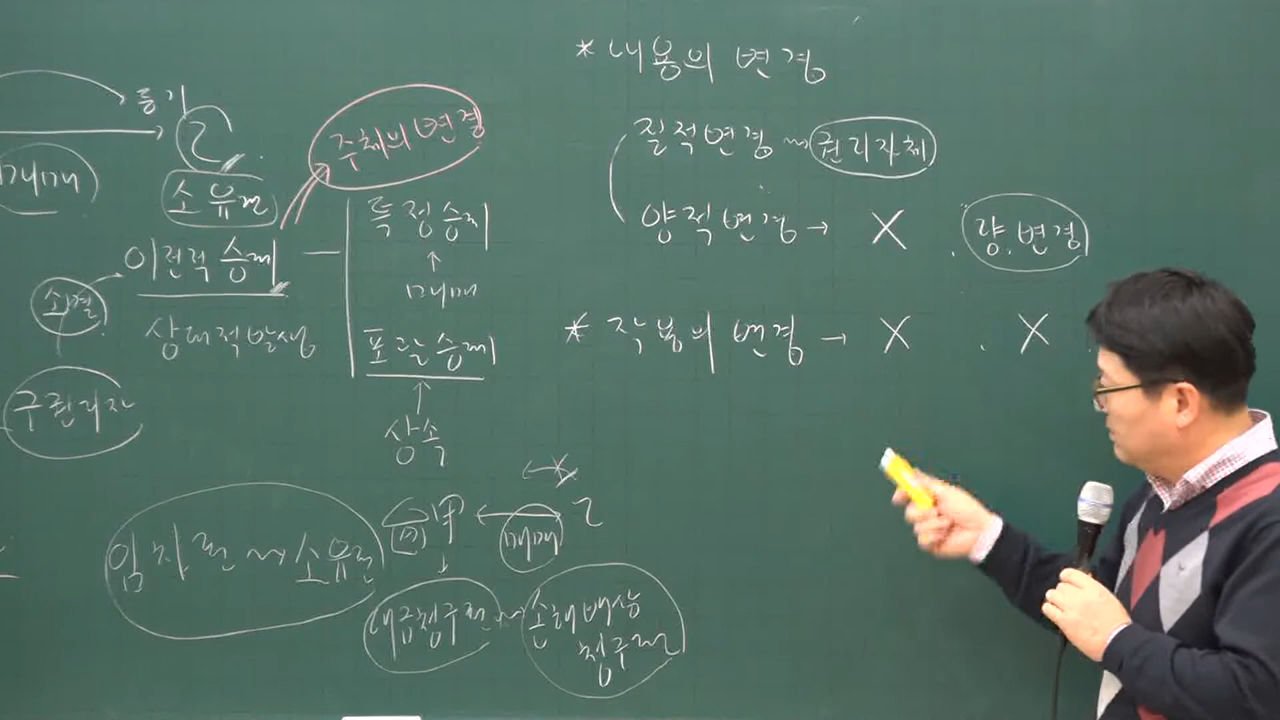 등기
乙
매매
소유권
주체의 변경
이전적 승계
특정승계
매매
소멸
상대적 발생
포괄승계
상속
구권리자
임차권 → 소유권
甲 ← 乙
매매
대금청구권
손해배상
청구권
* 내용의 변경
질적변경 → 권리자체
양적변경 → X 량.변경
* 작용의 변경 → X X